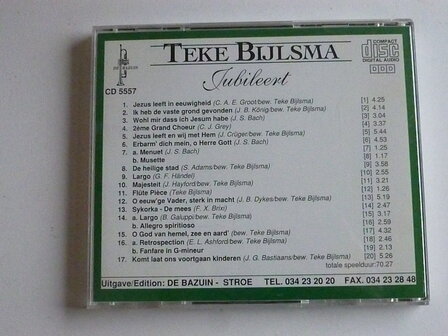 TEKE BIJLSMA
Jubileert
DE BAZUIN
CD 5557
COMPACT
disc
DIGITAL AUDIO
DDD
1. Jezus leeft in eeuwigheid (C. A. E. Groot/bew. Teke Bijlsma) [1] 4.25
2. Ik heb de vaste grond gevonden (J. B. König/bew. Teke Bijlsma) [2] 4.14
3. Wohl mir dass ich Jesum habe (J. S. Bach) [3] 3.04
4. 2éme Grand Choeur (C. J. Grey) [4] 3.37
5. Jezus leeft en wij met Hem (J. Crüger/bew. Teke Bijlsma) [5] 5.44
6. Erbarm' dich mein, o Herre Gott (J. S. Bach) [6] 4.53
7. a. Menuet (J. S. Bach) [7] 1.25
b. Musette [8] 1.17
8. De heilige stad (S. Adams/bew. Teke Bijlsma) [9] 3.58
9. Largo (G. F. Händel) [10] 2.55
10. Majesteit (J. Hayford/bew. Teke Bijlsma) [11] 3.55
11. Flûte Pièce (Teke Bijlsma) [12] 1.26
12. O eeuw'ge Vader, sterk in macht (J. B. Dykes/bew. Teke Bijlsma) [13] 5.19
13. Sykorka - De mees (F. X. Brixi) [14] 2.47
14. a. Largo (B. Galuppi/bew. Teke Bijlsma) [15] 3.17
b. Allegro spiritioso [16] 2.59
15. O God van hemel, zee en aard' (bew. Teke Bijlsma) [17] 4.32
16. a. Retrospection (E. L. Ashford/bew. Teke Bijlsma) [18] 2.46
b. Fanfare in G-mineur [19] 2.13
17. Komt laat ons voortgaan kinderen (J. G. Bastiaans/bew. Teke Bijlsma) [20] 5.27
totale speelduur:70.27
Uitgave/Edition: DE BAZUIN - STROE TEL. 034 23 20 20 FAX. 034 23 28 48